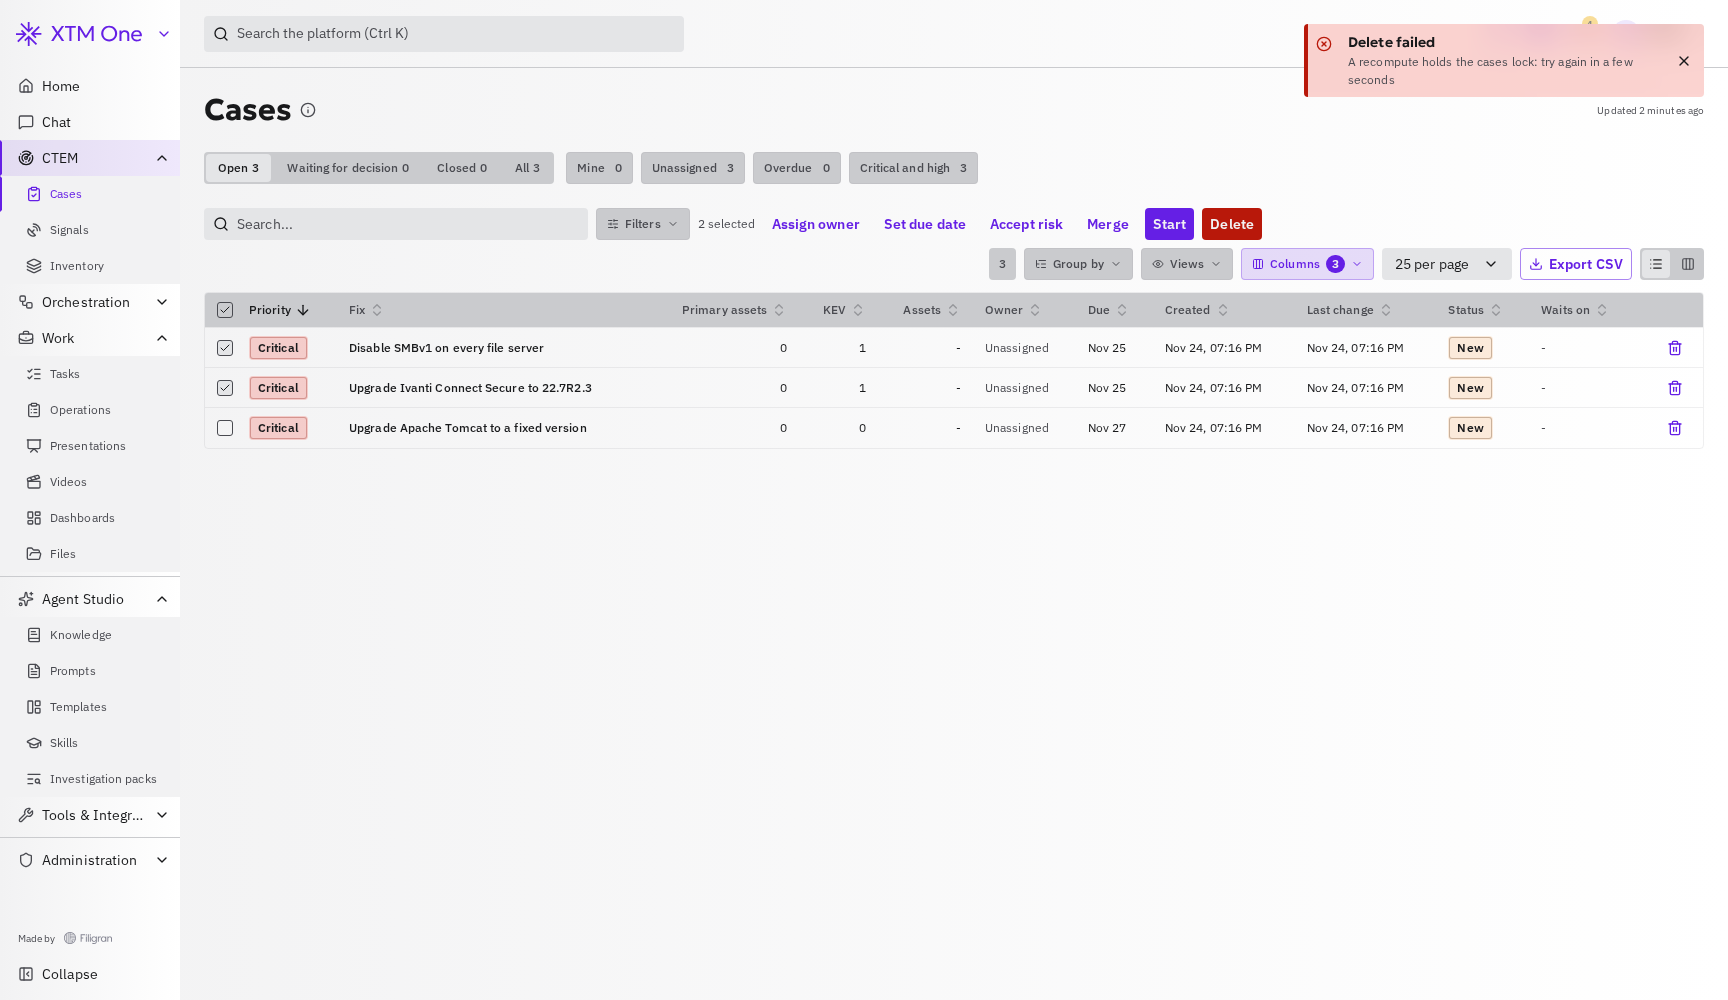 XTM One
Search the platform (Ctrl K)
Delete failed
A recompute holds the cases lock: try again in a few
seconds
Home
Chat
CTEM
Cases
Signals
Inventory
Orchestration
Work
Tasks
Operations
Presentations
Videos
Dashboards
Files
Agent Studio
Knowledge
Prompts
Templates
Skills
Investigation packs
Tools & Integr...
Administration
Made by Filigran
Collapse
Cases
Updated 2 minutes ago
Open 3 Waiting for decision 0 Closed 0 All 3 Mine 0 Unassigned 3 Overdue 0 Critical and high 3
Search... Filters 2 selected Assign owner Set due date Accept risk Merge Start Delete
3 Group by Views Columns 3 25 per page Export CSV
Priority Fix Primary assets KEV Assets Owner Due Created Last change Status Waits on
Critical Disable SMBv1 on every file server 0 1 - Unassigned Nov 25 Nov 24, 07:16 PM Nov 24, 07:16 PM New -
Critical Upgrade Ivanti Connect Secure to 22.7R2.3 0 1 - Unassigned Nov 25 Nov 24, 07:16 PM Nov 24, 07:16 PM New -
Critical Upgrade Apache Tomcat to a fixed version 0 0 - Unassigned Nov 27 Nov 24, 07:16 PM Nov 24, 07:16 PM New -